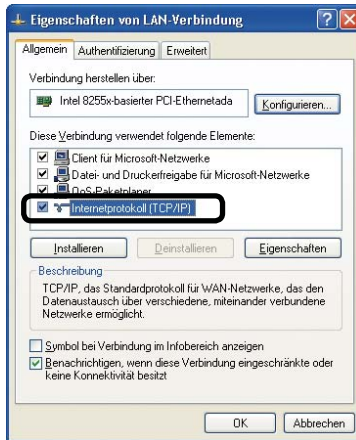 Eigenschaften von LAN-Verbindung
Allgemein Authentifizierung Erweitert
Verbindung herstellen über:
Intel 8255x-basierter PCI-Ethernetada
Konfigurieren...
Diese Verbindung verwendet folgende Elemente:
Client für Microsoft-Netzwerke
Datei- und Druckerfreigabe für Microsoft-Netzwerke
QoS-Paketplaner
Internetprotokoll (TCP/IP)
Installieren Deinstallieren Eigenschaften
Beschreibung
TCP/IP, das Standardprotokoll für WAN-Netzwerke, das den
Datenaustausch über verschiedene, miteinander verbundene
Netzwerke ermöglicht.
Symbol bei Verbindung im Infobereich anzeigen
Benachrichtigen, wenn diese Verbindung eingeschränkte oder
keine Konnektivität besitzt
OK Abbrechen